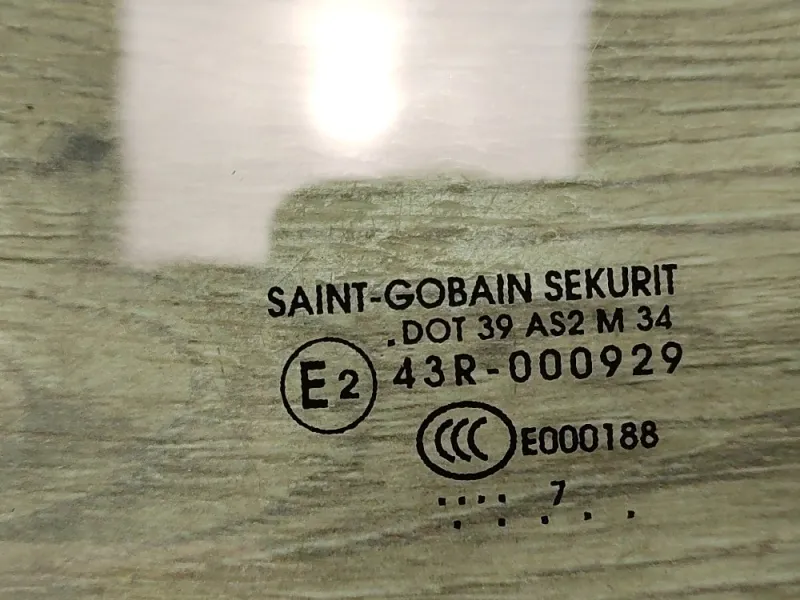 SAINT-GOBAIN SEKURIT
.DOT 39 AS2 M 34
E2 43R-000929
CCC E000188
.... 7
.....